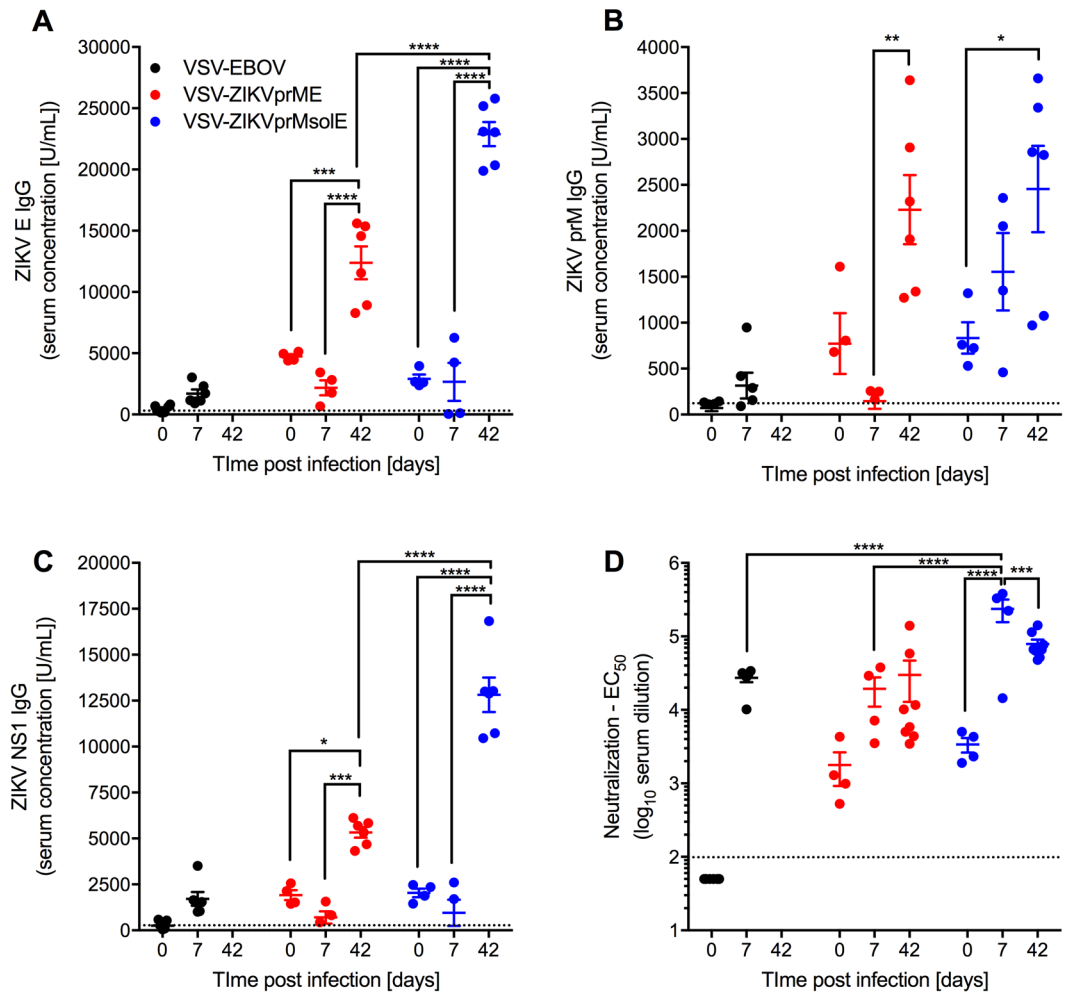 A
ZIKV E IgG
(serum concentration [U/mL])
30000
25000
20000
15000
10000
5000
0
VSV-EBOV
VSV-ZIKVprME
VSV-ZIKVprMsolE
****
****
****
***
****
0 7 42 0 7 42 0 7 42
TIme post infection [days]
B
ZIKV prM IgG
(serum concentration [U/mL])
4000
3500
3000
2500
2000
1500
1000
500
0
**
*
0 7 42 0 7 42 0 7 42
TIme post infection [days]
C
ZIKV NS1 IgG
(serum concentration [U/mL])
20000
17500
15000
12500
10000
7500
5000
2500
0
****
****
****
*
***
0 7 42 0 7 42 0 7 42
TIme post infection [days]
D
Neutralization - EC50
(log10 serum dilution)
6
5
4
3
2
1
****
****
**** ***
0 7 42 0 7 42 0 7 42
TIme post infection [days]